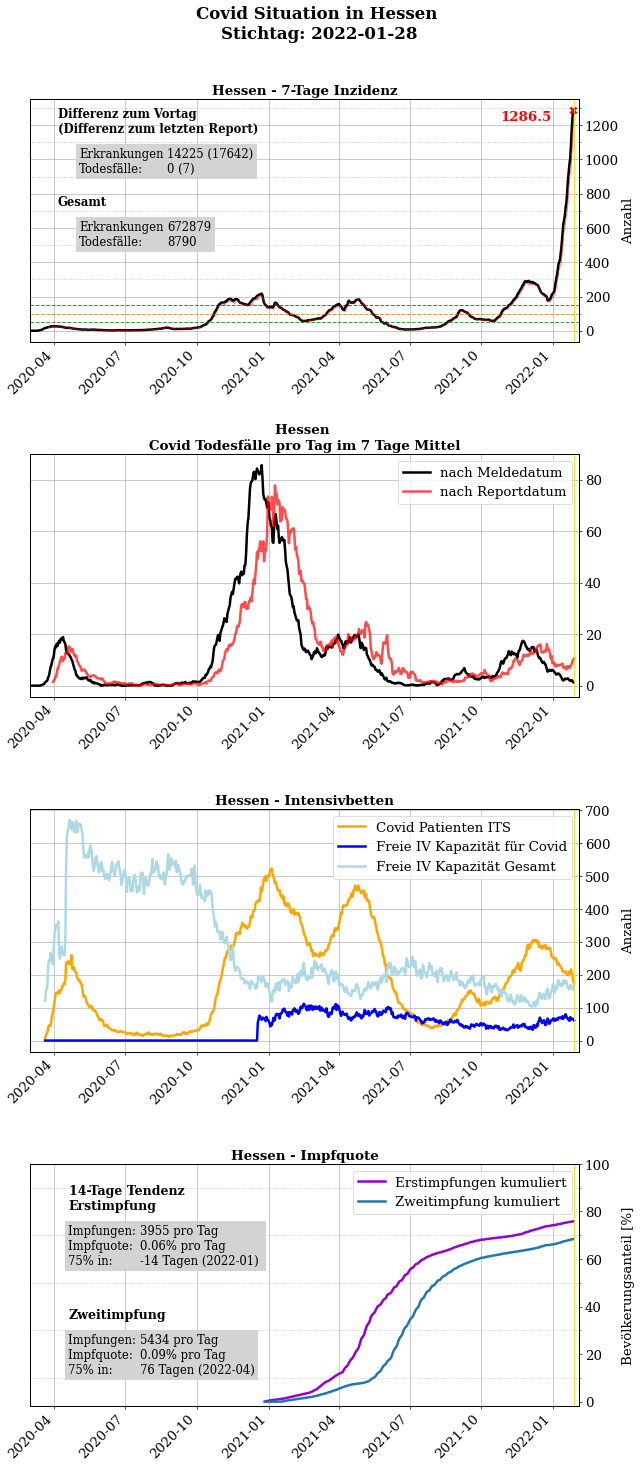 Covid Situation in Hessen
Stichtag: 2022-01-28
Hessen - 7-Tage Inzidenz
Differenz zum Vortag
(Differenz zum letzten Report)
Erkrankungen 14225 (17642)
Todesfälle: 0 (7)
Gesamt
Erkrankungen 672879
Todesfälle: 8790
1286.5
1200
1000
800
600
400
200
0
Anzahl
2020-04
2020-07
2020-10
2021-01
2021-04
2021-07
2021-10
2022-01
Hessen
Covid Todesfälle pro Tag im 7 Tage Mittel
nach Meldedatum
nach Reportdatum
80
60
40
20
0
2020-04
2020-07
2020-10
2021-01
2021-04
2021-07
2021-10
2022-01
Hessen - Intensivbetten
Covid Patienten ITS
Freie IV Kapazität für Covid
Freie IV Kapazität Gesamt
700
600
500
400
300
200
100
0
Anzahl
2020-04
2020-07
2020-10
2021-01
2021-04
2021-07
2021-10
2022-01
Hessen - Impfquote
14-Tage Tendenz
Erstimpfung
Impfungen: 3955 pro Tag
Impfquote: 0.06% pro Tag
75% in: -14 Tagen (2022-01)
Zweitimpfung
Impfungen: 5434 pro Tag
Impfquote: 0.09% pro Tag
75% in: 76 Tagen (2022-04)
Erstimpfungen kumuliert
Zweitimpfung kumuliert
100
80
60
40
20
0
Bevölkerungsanteil [%]
2020-04
2020-07
2020-10
2021-01
2021-04
2021-07
2021-10
2022-01